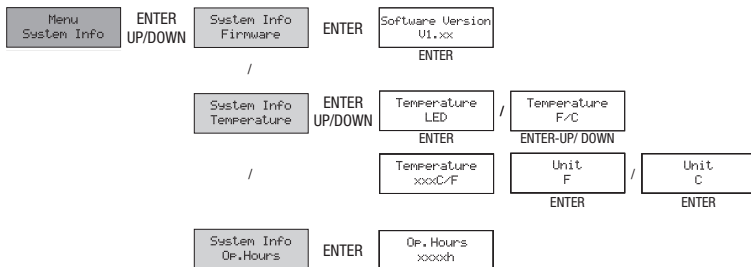 Menu
System Info
ENTER
UP/DOWN
System Info
Firmware
ENTER
Software Version
V1.xx
ENTER
/
System Info
Temperature
ENTER
UP/DOWN
Temperature
LED
ENTER
/
Temperature
F/C
ENTER-UP/ DOWN
/
Temperature
xxxC/F
Unit
F
ENTER
/
Unit
C
ENTER
System Info
Op.Hours
ENTER
Op.Hours
xxxxh